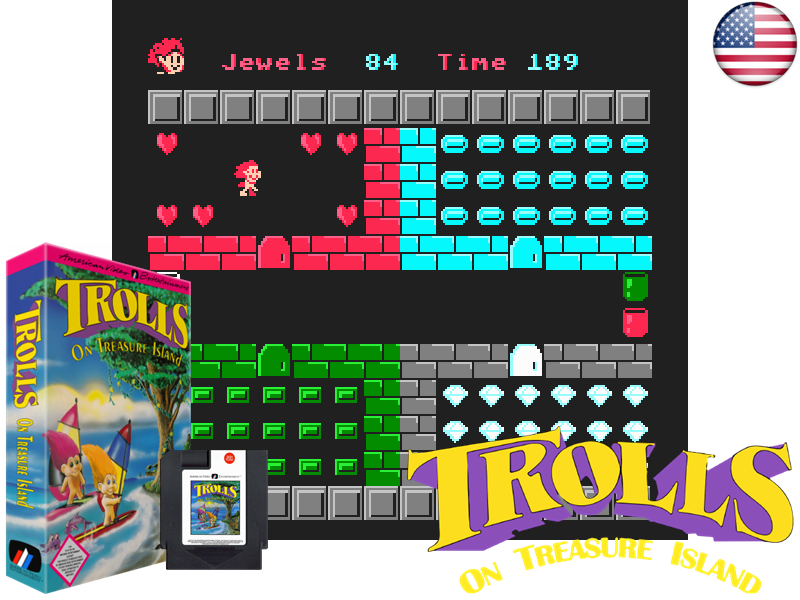 Jewels 84 Time 189
American Video Entertainment
TROLLS
ON TREASURE ISLAND
TROLLS
ON TREASURE ISLAND
TROLLS
TROLLS
ON TREASURE ISLAND